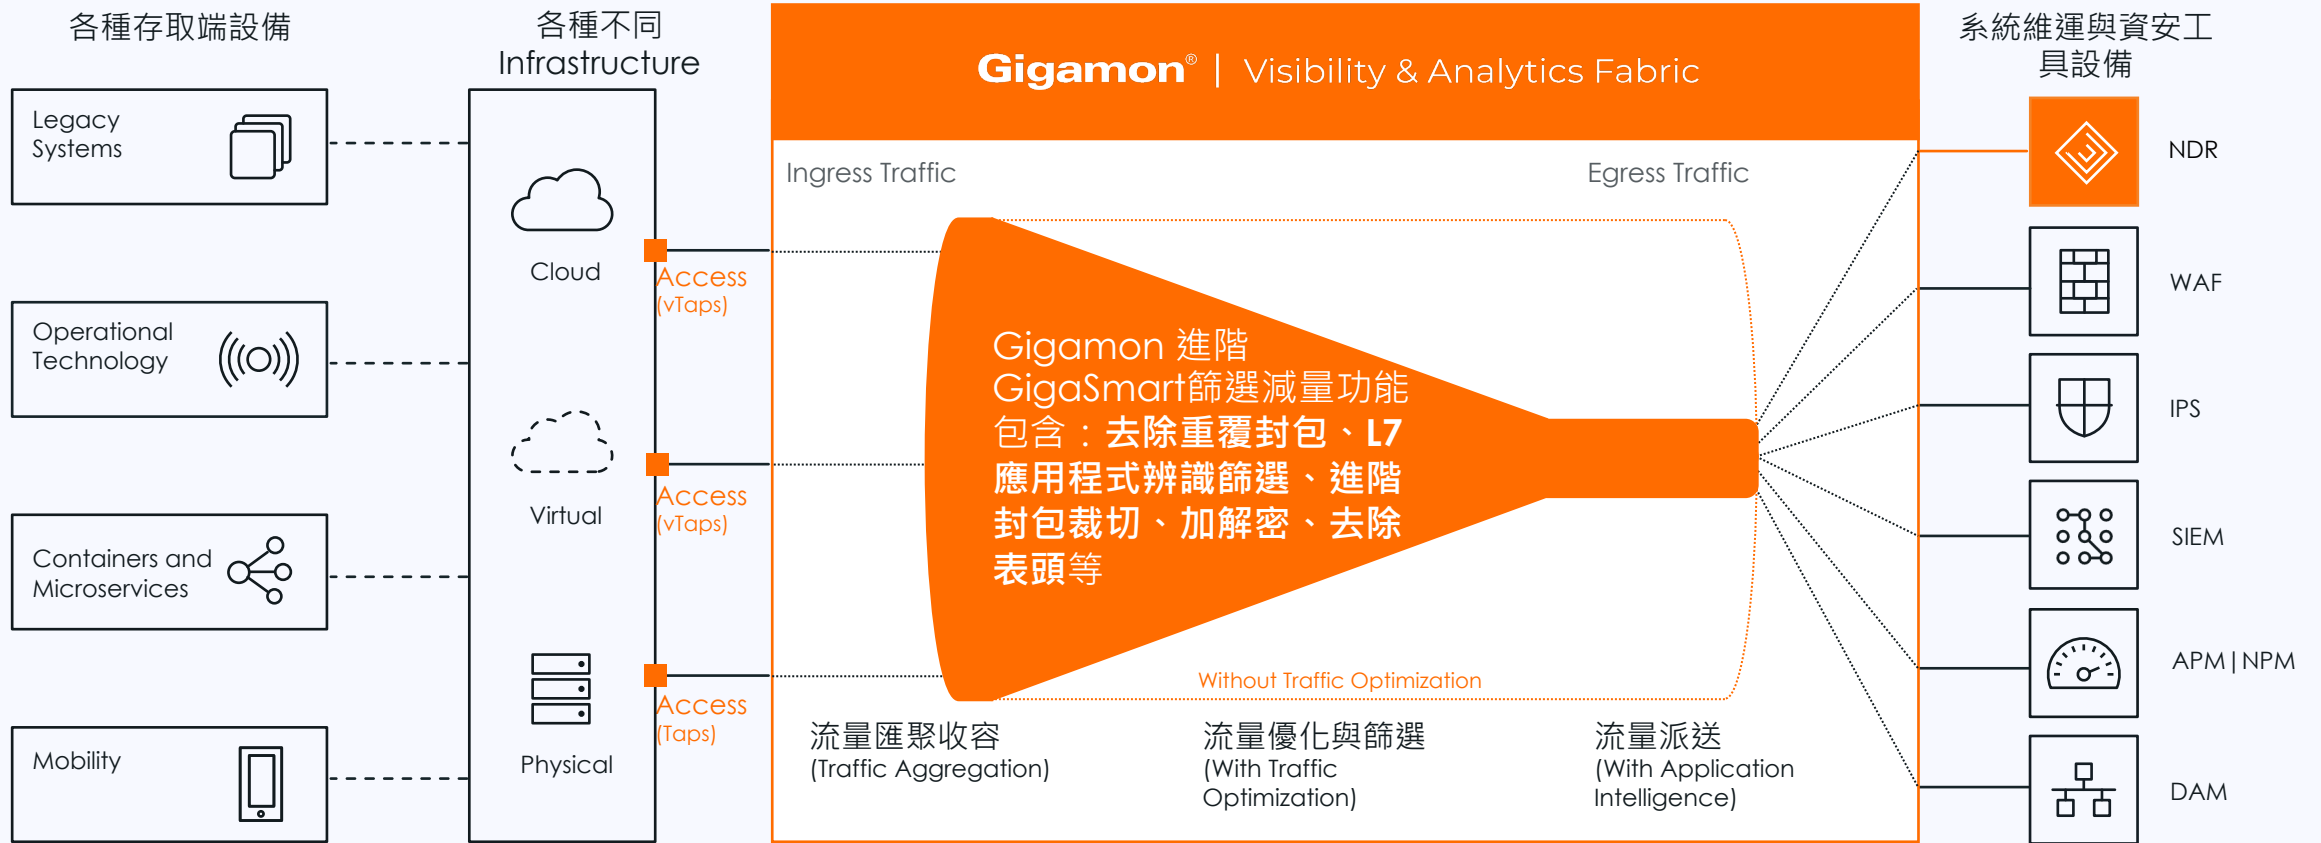 各種存取端設備
Legacy
Systems
Operational
Technology
Containers and
Microservices
Mobility
各種不同
Infrastructure
Cloud
Virtual
Physical
Access
(vTaps)
Access
(vTaps)
Access
(Taps)
Gigamon® | Visibility & Analytics Fabric
Ingress Traffic
Egress Traffic
Gigamon 進階
GigaSmart篩選減量功能
包含：去除重覆封包、L7
應用程式辨識篩選、進階
封包裁切、加解密、去除
表頭等
Without Traffic Optimization
流量匯聚收容
(Traffic Aggregation)
流量優化與篩選
(With Traffic
Optimization)
流量派送
(With Application
Intelligence)
系統維運與資安工
具設備
NDR
WAF
IPS
SIEM
APM|NPM
DAM